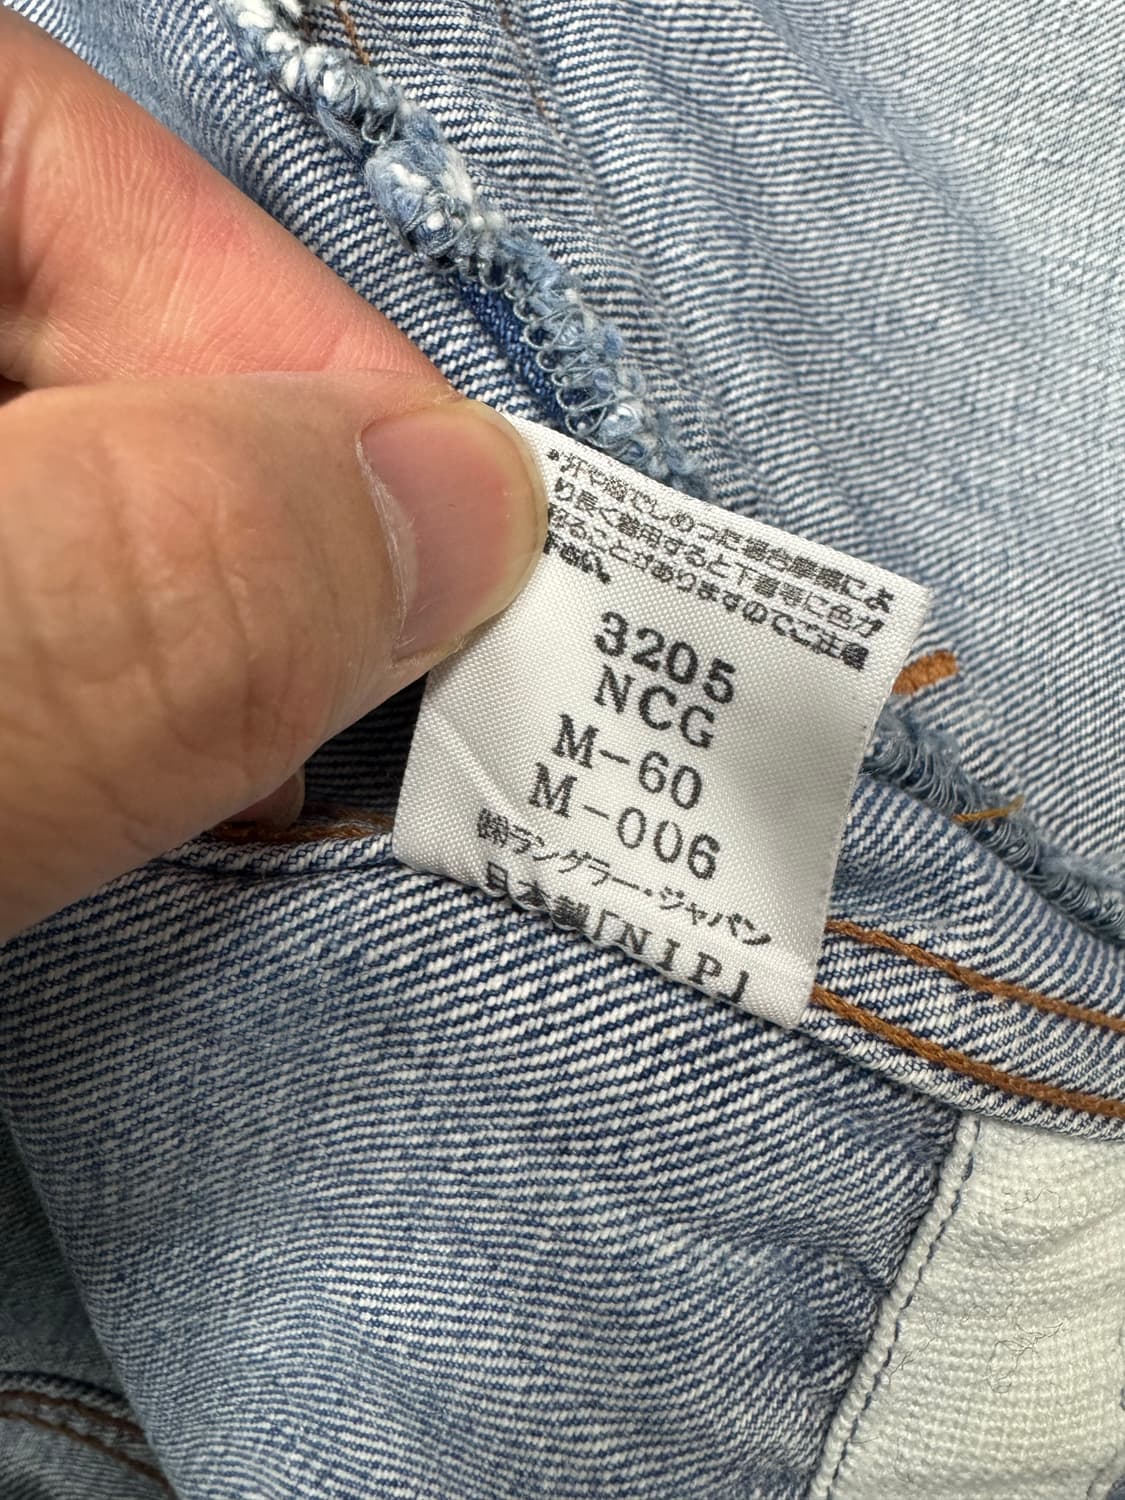 ・汗や湿でしめった場合摩擦によ
り長く着用すると下着等に色が
移ることがありますのでご注意
下さい。
3205
NCG
M-60
M-006
㈱ラングラー・ジャパン
日本製「NIP」